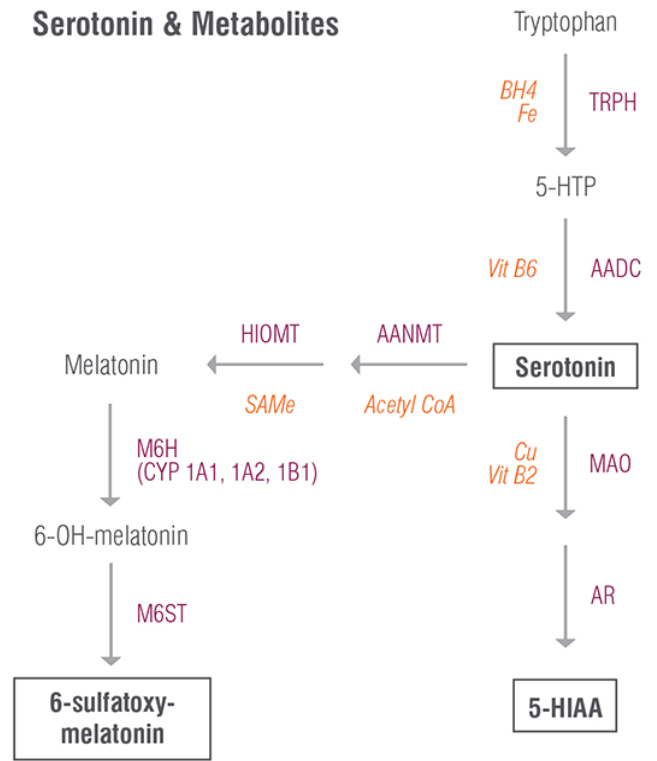 Serotonin & Metabolites
Tryptophan
BH4
Fe
TRPH
5-HTP
Vit B6
AADC
HIOMT
AANMT
Melatonin
Serotonin
SAMe
Acetyl CoA
M6H
(CYP 1A1, 1A2, 1B1)
Cu
Vit B2
MAO
6-OH-melatonin
M6ST
AR
6-sulfatoxy-
melatonin
5-HIAA